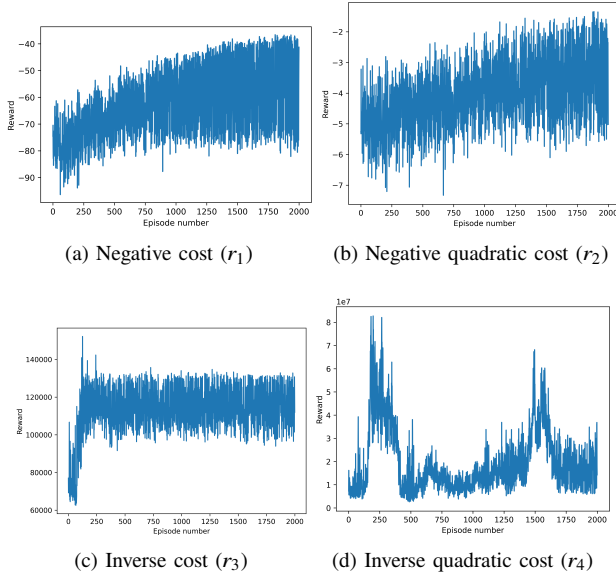 −40
−50
−60
−70
−80
−90
Reward
0 250 500 750 1000 1250 1500 1750 2000
Episode number
(a) Negative cost (r1)
−2
−3
−4
−5
−6
−7
Reward
0 250 500 750 1000 1250 1500 1750 2000
Episode number
(b) Negative quadratic cost (r2)
140000
120000
100000
80000
60000
Reward
0 250 500 750 1000 1250 1500 1750 2000
Episode number
(c) Inverse cost (r3)
1e7
8
7
6
5
4
3
2
1
0
Reward
0 250 500 750 1000 1250 1500 1750 2000
Episode number
(d) Inverse quadratic cost (r4)